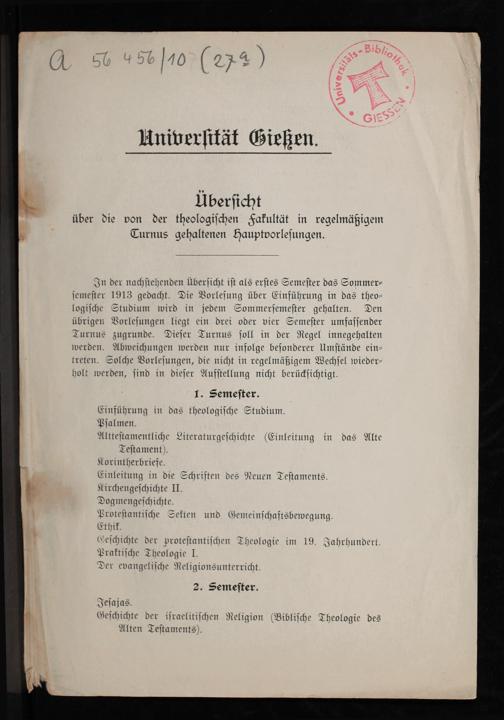 A 56 456/10 (27a)
Universitäts-Bibliothek
GIESSEN
Universität Gießen.
Übersicht
über die von der theologischen Fakultät in regelmäßigem
Turnus gehaltenen Hauptvorlesungen.
In der nachstehenden Übersicht ist als erstes Semester das Sommer-
semester 1913 gedacht. Die Vorlesung über Einführung in das theo-
logische Studium wird in jedem Sommersemester gehalten. Den
übrigen Vorlesungen liegt ein drei oder vier Semester umfassender
Turnus zugrunde. Dieser Turnus soll in der Regel innegehalten
werden. Abweichungen werden nur infolge besonderer Umstände ein-
treten. Solche Vorlesungen, die nicht in regelmäßigem Wechsel wieder-
holt werden, sind in dieser Aufstellung nicht berücksichtigt.
1. Semester.
Einführung in das theologische Studium.
Psalmen.
Alttestamentliche Literaturgeschichte (Einleitung in das Alte
Testament).
Korintherbriefe.
Einleitung in die Schriften des Neuen Testaments.
Kirchengeschichte II.
Dogmengeschichte.
Protestantische Sekten und Gemeinschaftsbewegung.
Ethik.
Geschichte der protestantischen Theologie im 19. Jahrhundert.
Praktische Theologie I.
Der evangelische Religionsunterricht.
2. Semester.
Jesajas.
Geschichte der israelitischen Religion (Biblische Theologie des
Alten Testaments).